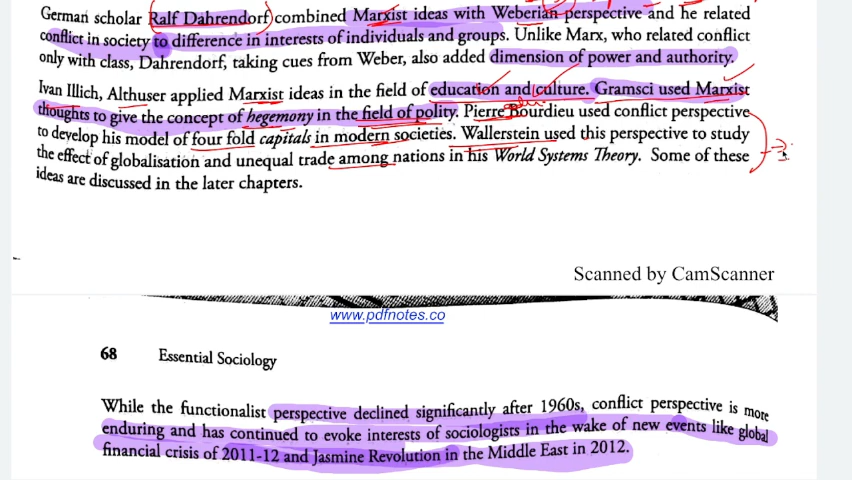 German scholar Ralf Dahrendorf combined Marxist ideas with Weberian perspective and he related
conflict in society to difference in interests of individuals and groups. Unlike Marx, who related conflict
only with class, Dahrendorf, taking cues from Weber, also added dimension of power and authority.
Ivan Illich, Althuser applied Marxist ideas in the field of education and culture. Gramsci used Marxist
thoughts to give the concept of hegemony in the field of polity. Pierre Bourdieu used conflict perspective
to develop his model of four fold capitals in modern societies. Wallerstein used this perspective to study
the effect of globalisation and unequal trade among nations in his World Systems Theory. Some of these
ideas are discussed in the later chapters.
Scanned by CamScanner
www.pdfnotes.co
68 Essential Sociology
While the functionalist perspective declined significantly after 1960s, conflict perspective is more
enduring and has continued to evoke interests of sociologists in the wake of new events like global
financial crisis of 2011-12 and Jasmine Revolution in the Middle East in 2012.